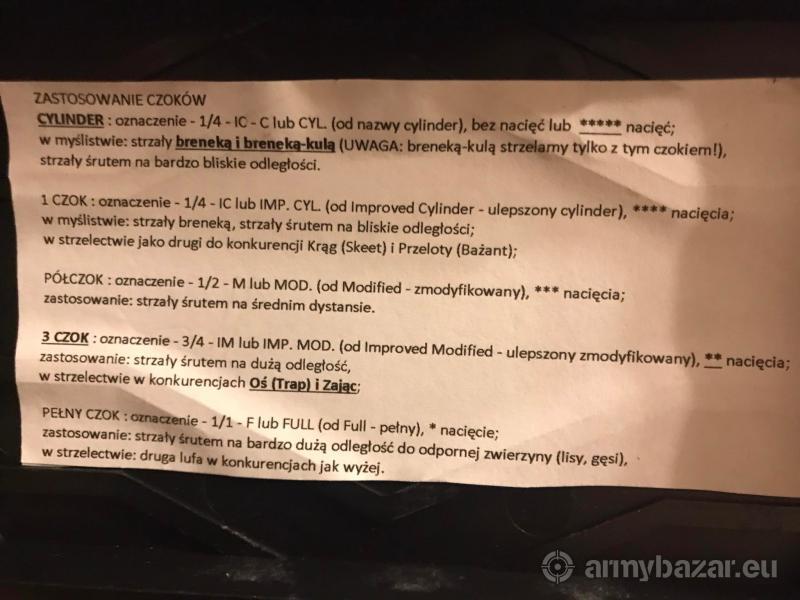 ZASTOSOWANIE CZOKÓW
CYLINDER : oznaczenie - 1/4 - IC - C lub CYL. (od nazwy cylinder), bez nacięć lub ***** nacięć;
w myślistwie: strzały breneką i breneką-kulą (UWAGA: breneką-kulą strzelamy tylko z tym czokiem!),
strzały śrutem na bardzo bliskie odległości.
1 CZOK : oznaczenie - 1/4 - IC lub IMP. CYL. (od Improved Cylinder - ulepszony cylinder), **** nacięcia;
w myślistwie: strzały breneką, strzały śrutem na bliskie odległości;
w strzelectwie jako drugi do konkurencji Krąg (Skeet) i Przeloty (Bażant);
PÓŁCZOK : oznaczenie - 1/2 - M lub MOD. (od Modified - zmodyfikowany), *** nacięcia;
zastosowanie: strzały śrutem na średnim dystansie.
3 CZOK : oznaczenie - 3/4 - IM lub IMP. MOD. (od Improved Modified - ulepszony zmodyfikowany), ** nacięcia;
zastosowanie: strzały śrutem na dużą odległość,
w strzelectwie w konkurencjach Oś (Trap) i Zając;
PEŁNY CZOK : oznaczenie - 1/1 - F lub FULL (od Full - pełny), * nacięcie;
zastosowanie: strzały śrutem na bardzo dużą odległość do odpornej zwierzyny (lisy, gęsi),
w strzelectwie: druga lufa w konkurencjach jak wyżej.
armybazar.eu